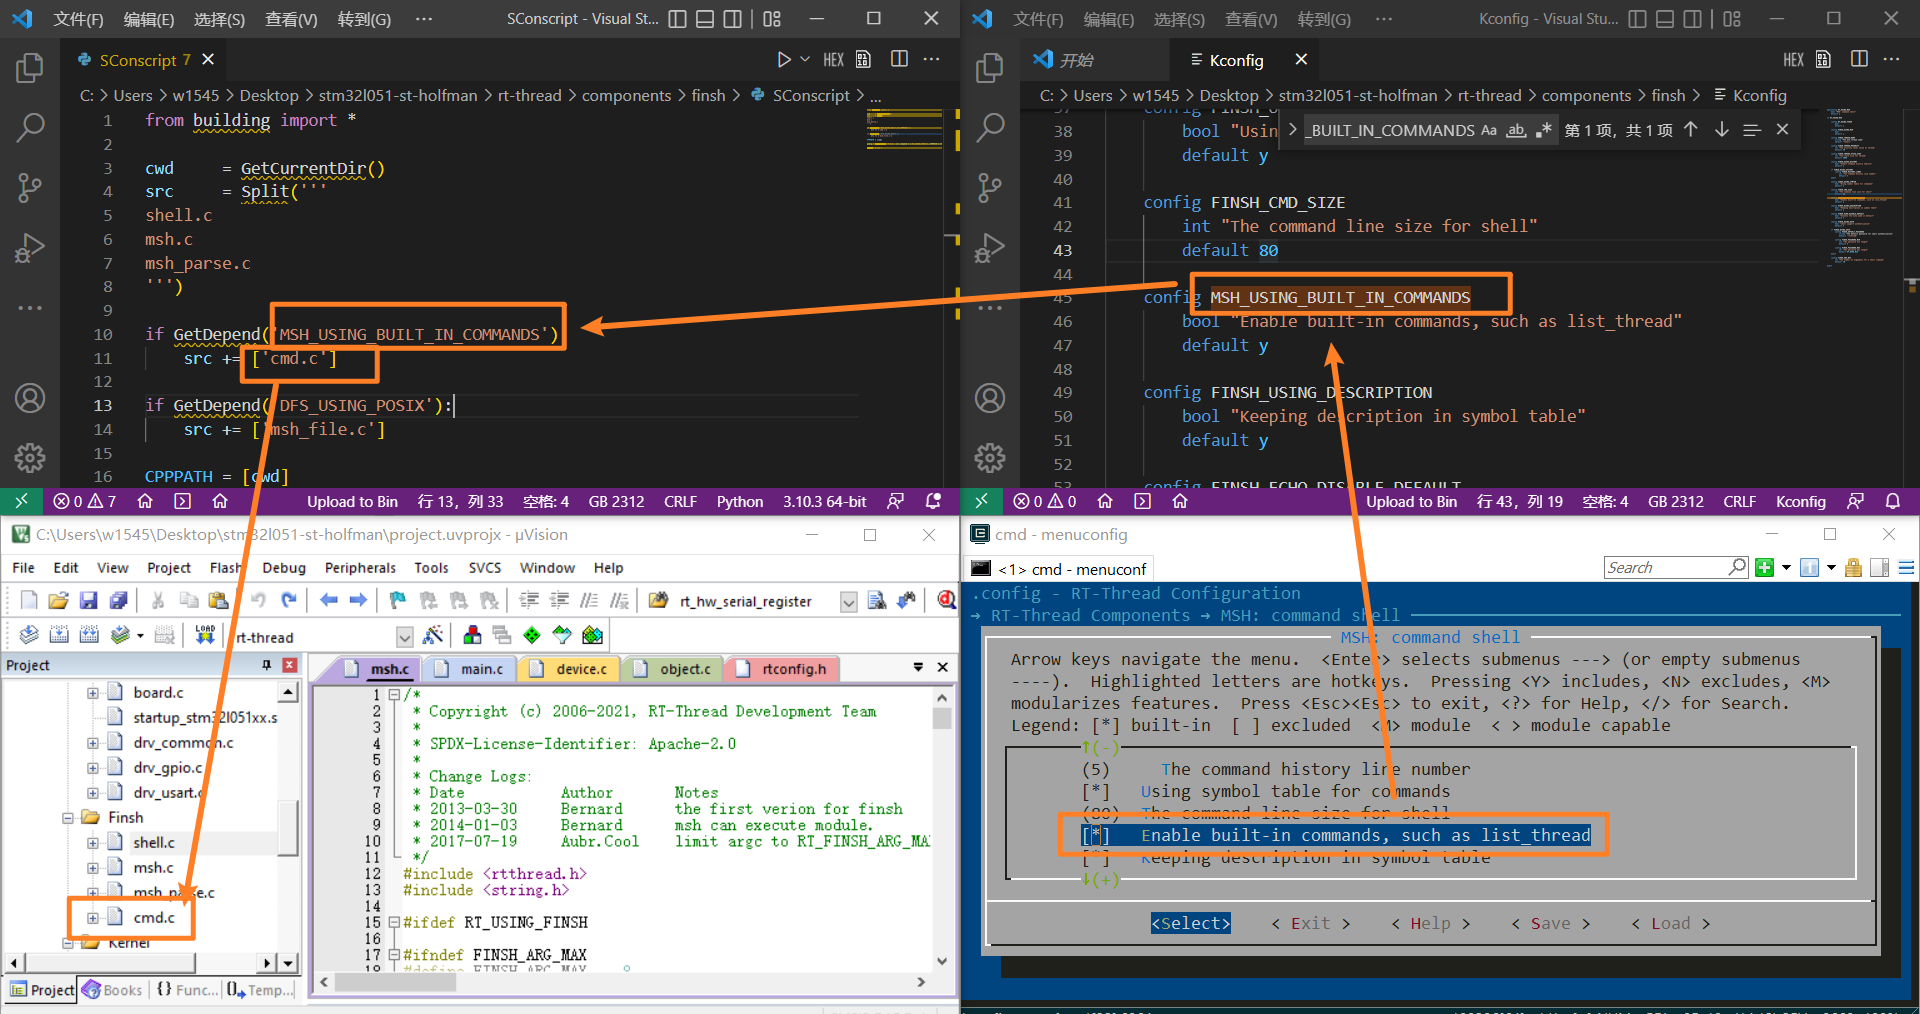 文件(F) 编辑(E) 选择(S) 查看(V) 转到(G) ··· SConscript - Visual St...
SConscript 7
HEX
C: > Users > w1545 > Desktop > stm32l051-st-holfman > rt-thread > components > finsh > SConscript > ...
1 from building import *
2
3 cwd = GetCurrentDir()
4 src = Split('''
5 shell.c
6 msh.c
7 msh_parse.c
8 ''')
9
10 if GetDepend('MSH_USING_BUILT_IN_COMMANDS')
11 src += ['cmd.c']
12
13 if GetDepend('DFS_USING_POSIX'):
14 src += ['msh_file.c']
15
16 CPPPATH = [cwd]
0 7 Upload to Bin 行 13, 列 33 空格: 4 GB 2312 CRLF Python 3.10.3 64-bit
文件(F) 编辑(E) 选择(S) 查看(V) 转到(G) ··· Kconfig - Visual Stu...
开始 Kconfig
HEX
C: > Users > w1545 > Desktop > stm32l051-st-holfman > rt-thread > components > finsh > Kconfig
_BUILT_IN_COMMANDS Aa ab 第 1 项, 共 1 项
38 bool "Usin
39 default y
40
41 config FINSH_CMD_SIZE
42 int "The command line size for shell"
43 default 80
44
45 config MSH_USING_BUILT_IN_COMMANDS
46 bool "Enable built-in commands, such as list_thread"
47 default y
48
49 config FINSH_USING_DESCRIPTION
50 bool "Keeping description in symbol table"
51 default y
52
config FINSH_ECHO_DISABLE_DEFAULT
0 0 Upload to Bin 行 43, 列 19 空格: 4 GB 2312 CRLF Kconfig
C:\Users\w1545\Desktop\stm32l051-st-holfman\project.uvprojx - µVision
File Edit View Project Flash Debug Peripherals Tools SVCS Window Help
rt_hw_serial_register
LOAD rt-thread
Project
board.c
startup_stm32l051xx.s
drv_common.c
drv_gpio.c
drv_usart.c
Finsh
shell.c
msh.c
msh_parse.c
cmd.c
Kernel
Project Books Func... Temp...
msh.c main.c device.c object.c rtconfig.h
1 /*
2 * Copyright (c) 2006-2021, RT-Thread Development Team
3 *
4 * SPDX-License-Identifier: Apache-2.0
5 *
6 * Change Logs:
7 * Date Author Notes
8 * 2013-03-30 Bernard the first verion for finsh
9 * 2014-01-03 Bernard msh can execute module.
10 * 2017-07-19 Aubr.Cool limit argc to RT_FINSH_ARG_MA
11 */
12 #include <rtthread.h>
13 #include <string.h>
14
15 #ifdef RT_USING_FINSH
16
17 #ifndef FINSH_ARG_MAX
18 #define FINSH_ARG_MAX 8
cmd - menuconfig
<1> cmd - menuconf
Search
.config - RT-Thread Configuration
→ RT-Thread Components → MSH: command shell
MSH: command shell
Arrow keys navigate the menu. <Enter> selects submenus ---> (or empty submenus
----). Highlighted letters are hotkeys. Pressing <Y> includes, <N> excludes, <M>
modularizes features. Press <Esc><Esc> to exit, <?> for Help, </> for Search.
Legend: [*] built-in [ ] excluded <M> module < > module capable
↑(-)
(5) The command history line number
[*] Using symbol table for commands
(80) The command line size for shell
[*] Enable built-in commands, such as list_thread
[*] Keeping description in symbol table
↓(+)
<Select> < Exit > < Help > < Save > < Load >